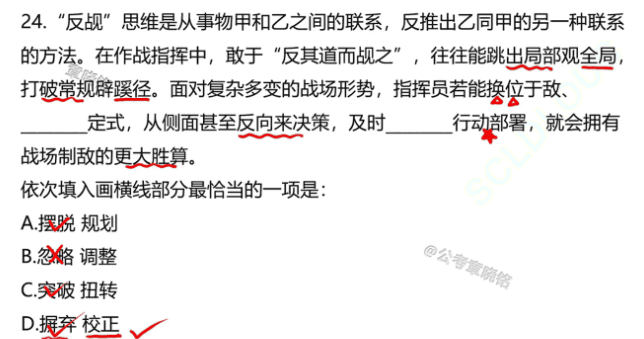 24.“反觇”思维是从事物甲和乙之间的联系，反推出乙同甲的另一种联系
的方法。在作战指挥中，敢于“反其道而觇之”，往往能跳出局部观全局，
打破常规辟蹊径。面对复杂多变的战场形势，指挥员若能换位于敌、
________定式，从侧面甚至反向来决策，及时________行动部署，就会拥有
战场制敌的更大胜算。
依次填入画横线部分最恰当的一项是：
A.摆脱 规划
B.忽略 调整
@公考章晓铭
C.突破 扭转
D.摒弃 校正